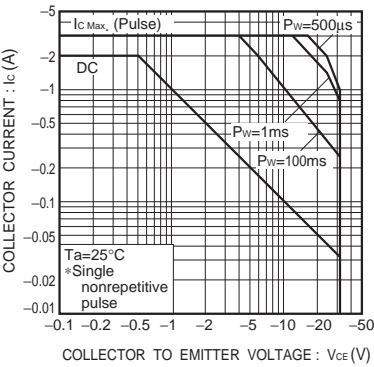 −5
−2
−1
−0.5
−0.2
−0.1
−0.05
−0.02
−0.01
COLLECTOR CURRENT : Ic (A)
Ic Max. (Pulse)
PW=500μs
DC
PW=1ms
PW=100ms
Ta=25°C
*Single
nonrepetitive
pulse
−0.1 −0.2 −0.5 −1 −2 −5 −10 −20 −50
COLLECTOR TO EMITTER VOLTAGE : VCE (V)